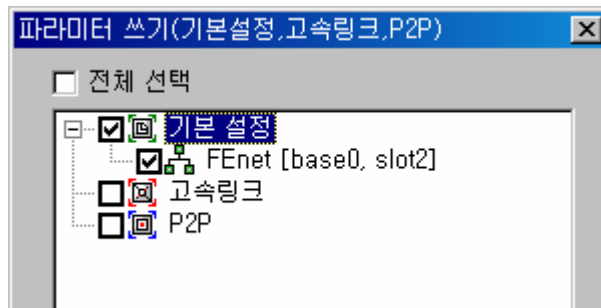 파라미터 쓰기(기본설정,고속링크,P2P)
전체 선택
기본 설정
FEnet [base0, slot2]
고속링크
P2P